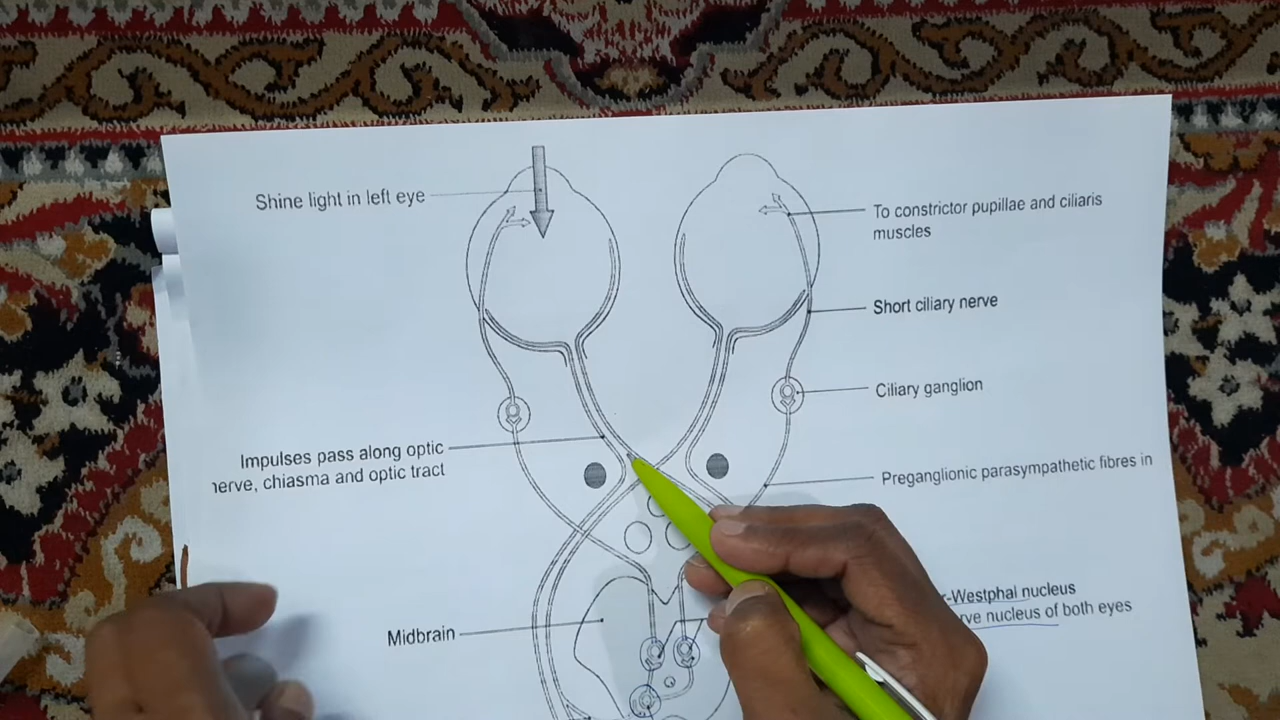 Shine light in left eye
To constrictor pupillae and ciliaris
muscles
Short ciliary nerve
Ciliary ganglion
Impulses pass along optic
nerve, chiasma and optic tract
Preganglionic parasympathetic fibres in
-Westphal nucleus
nucleus of both eyes
Midbrain